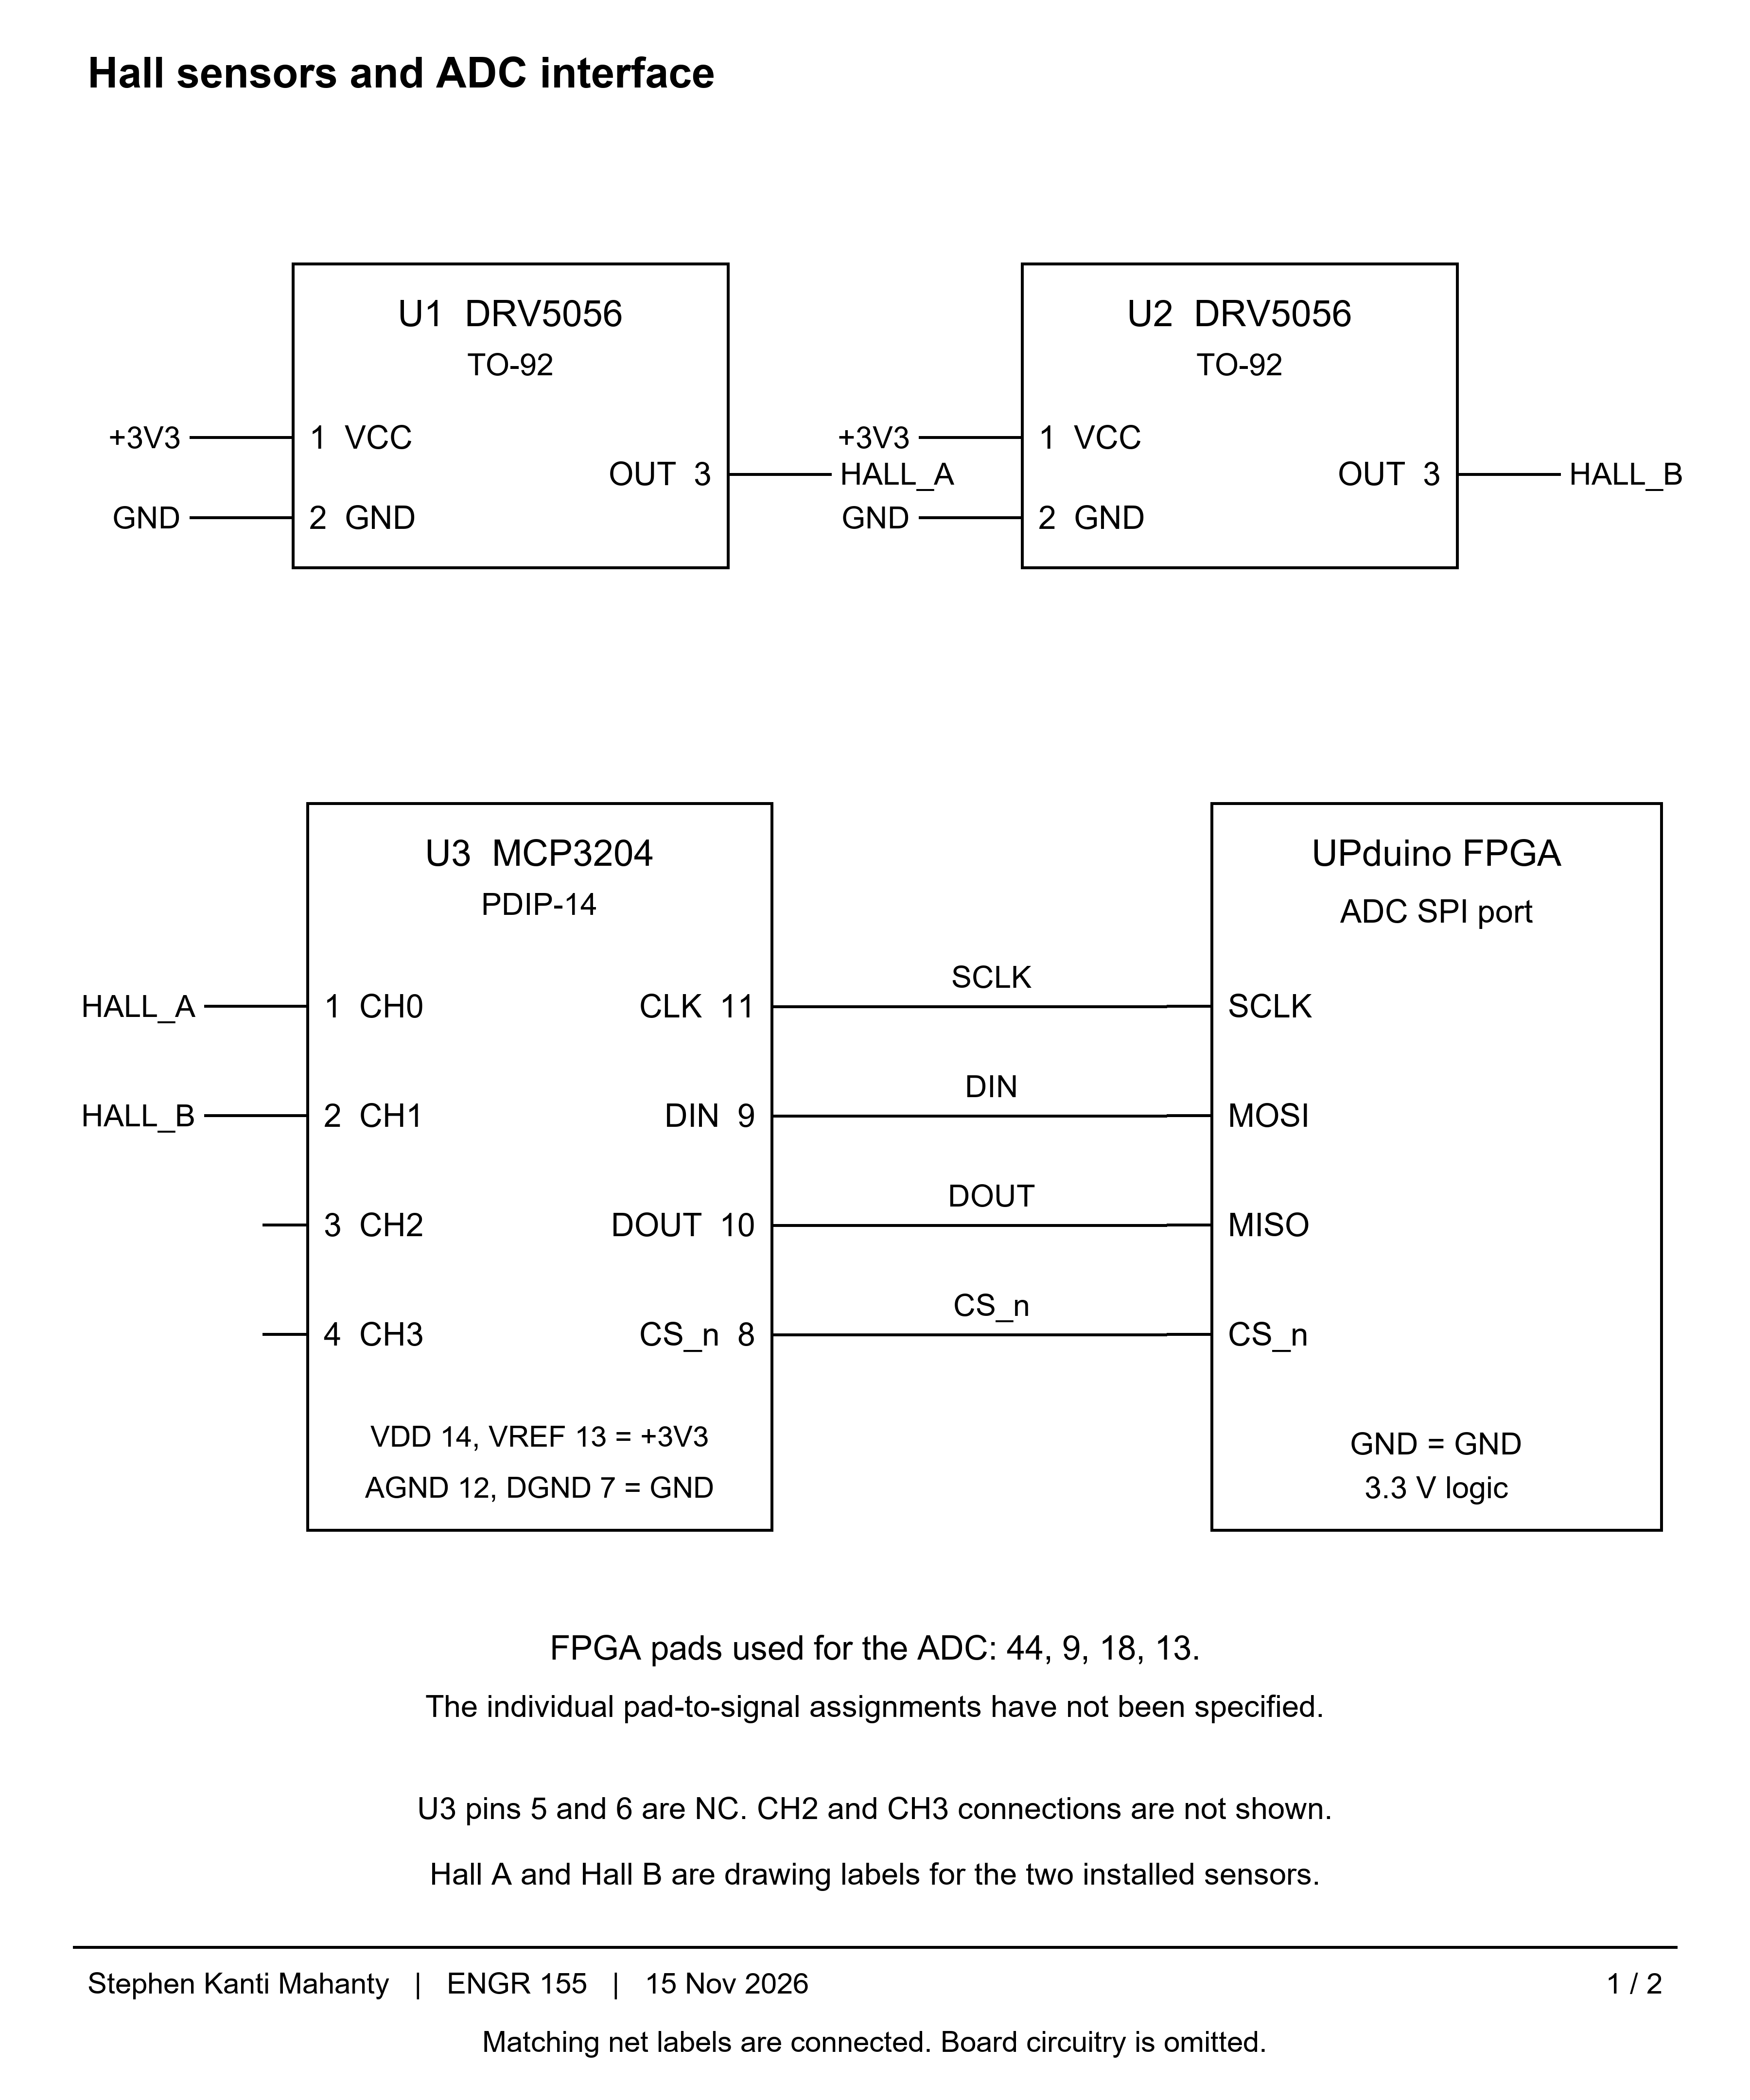 Hall sensors and ADC interface
U1 DRV5056
TO-92
+3V3
1 VCC
OUT 3
HALL_A
GND
2 GND
U2 DRV5056
TO-92
+3V3
1 VCC
OUT 3
HALL_B
GND
2 GND
U3 MCP3204
PDIP-14
HALL_A
1 CH0
CLK 11
HALL_B
2 CH1
DIN 9
3 CH2
DOUT 10
4 CH3
CS_n 8
VDD 14, VREF 13 = +3V3
AGND 12, DGND 7 = GND
SCLK
DIN
DOUT
CS_n
UPduino FPGA
ADC SPI port
SCLK
MOSI
MISO
CS_n
GND = GND
3.3 V logic
FPGA pads used for the ADC: 44, 9, 18, 13.
The individual pad-to-signal assignments have not been specified.
U3 pins 5 and 6 are NC. CH2 and CH3 connections are not shown.
Hall A and Hall B are drawing labels for the two installed sensors.
Stephen Kanti Mahanty | ENGR 155 | 15 Nov 2026
1 / 2
Matching net labels are connected. Board circuitry is omitted.